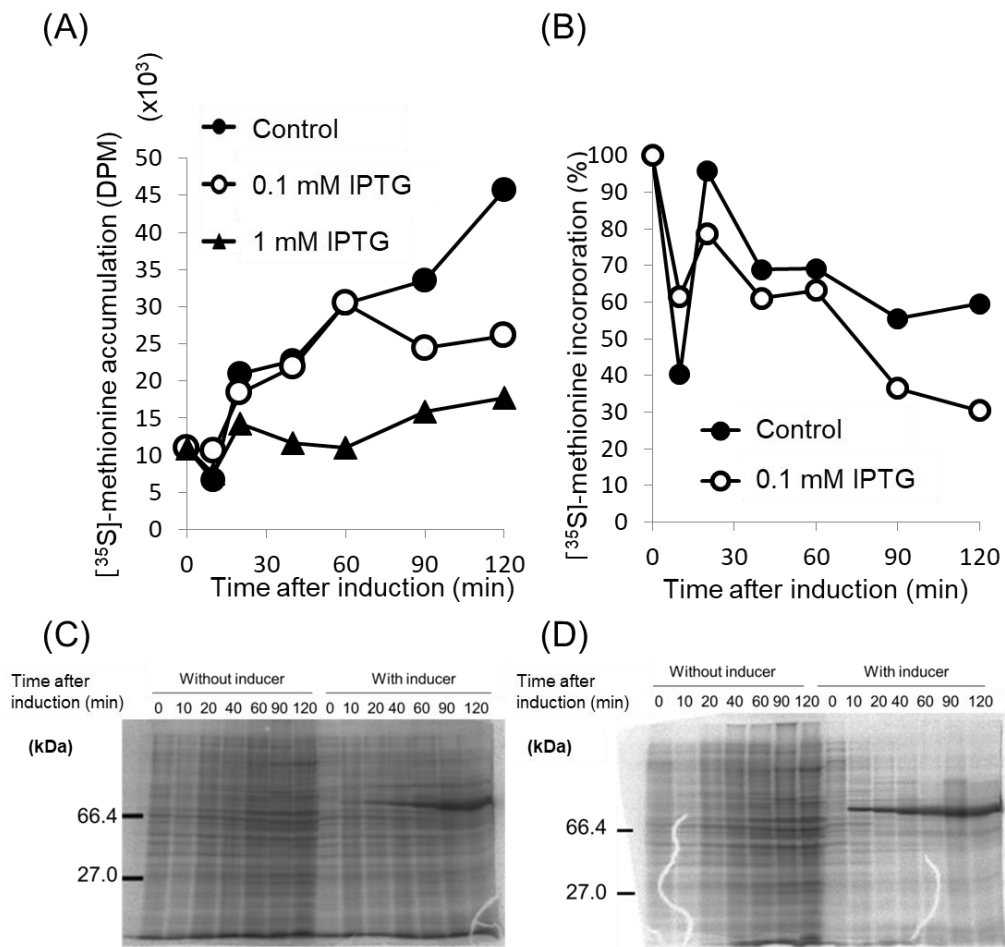 (A)
(x10³)
[³⁵S]-methionine accumulation (DPM)
Control
0.1 mM IPTG
1 mM IPTG
50
45
40
35
30
25
20
15
10
5
0
0 30 60 90 120
Time after induction (min)
(B)
[³⁵S]-methionine incorporation (%)
100
90
80
70
60
50
40
30
20
10
0
Control
0.1 mM IPTG
0 30 60 90 120
Time after induction (min)
(C)
Time after
induction (min)
Without inducer With inducer
0 10 20 40 60 90 120 0 10 20 40 60 90 120
(kDa)
66.4
27.0
(D)
Time after
induction (min)
Without inducer With inducer
0 10 20 40 60 90 120 0 10 20 40 60 90 120
(kDa)
66.4
27.0